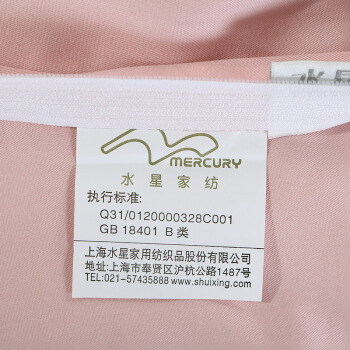 水星
MERCURY
水星家纺
执行标准:
Q31/0120000328C001
GB 18401 B 类
上海水星家用纺织品股份有限公司
地址:上海市奉贤区沪杭公路1487号
TEL:021-57435888 www.shuixing.com